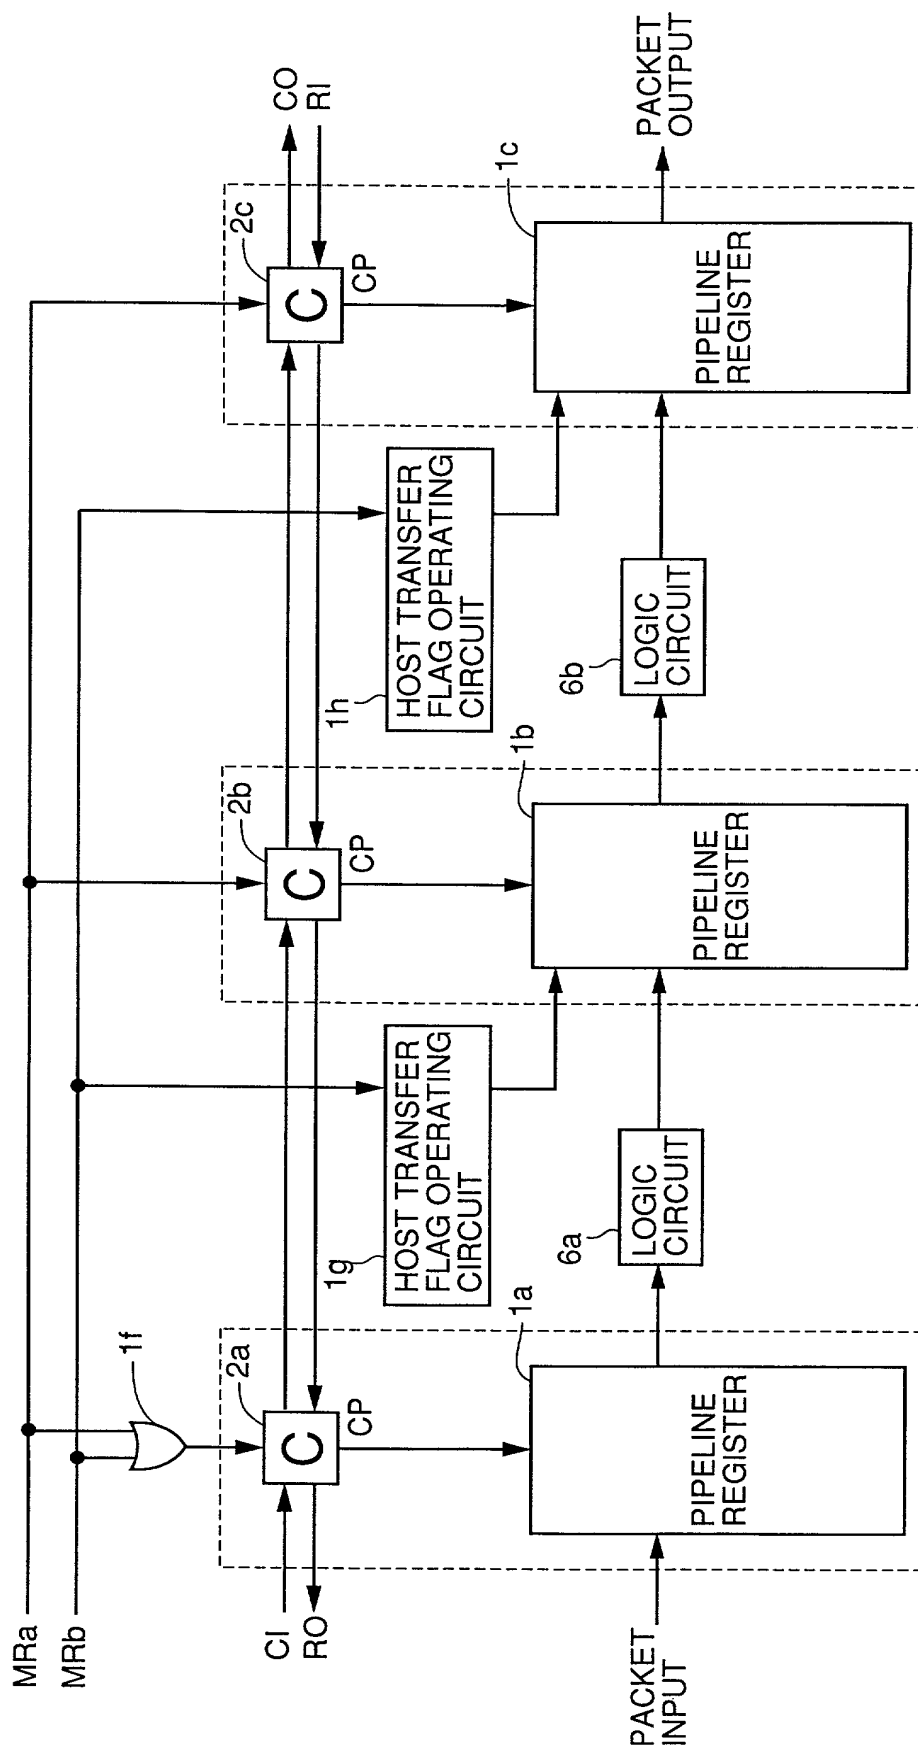 MRa
MRb
1f
CI
RO
2a
C
CP
2b
C
CP
2c
C
CP
CO
RI
1g
HOST TRANSFER
FLAG OPERATING
CIRCUIT
1h
HOST TRANSFER
FLAG OPERATING
CIRCUIT
PACKET
INPUT
1a
PIPELINE
REGISTER
6a
LOGIC
CIRCUIT
1b
PIPELINE
REGISTER
6b
LOGIC
CIRCUIT
1c
PIPELINE
REGISTER
PACKET
OUTPUT